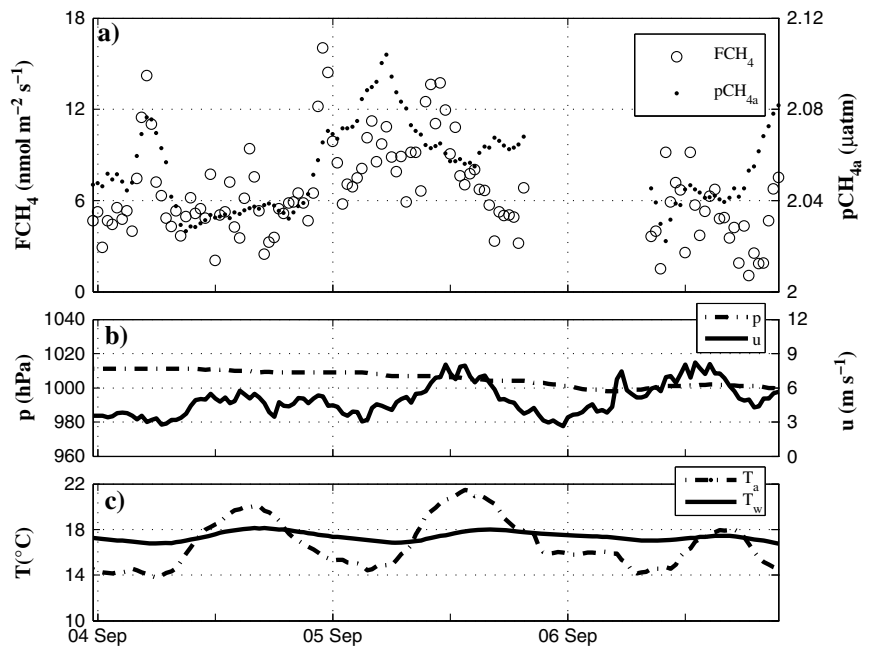 a)
18
12
6
0
FCH₄ (nmol m⁻² s⁻¹)
2.12
2.08
2.04
2
pCH₄ₐ (µatm)
FCH₄
pCH₄ₐ
b)
1040
1020
1000
980
960
p (hPa)
12
9
6
3
0
u (m s⁻¹)
p
u
c)
22
18
14
10
T(°C)
Tₐ
T_w
04 Sep
05 Sep
06 Sep